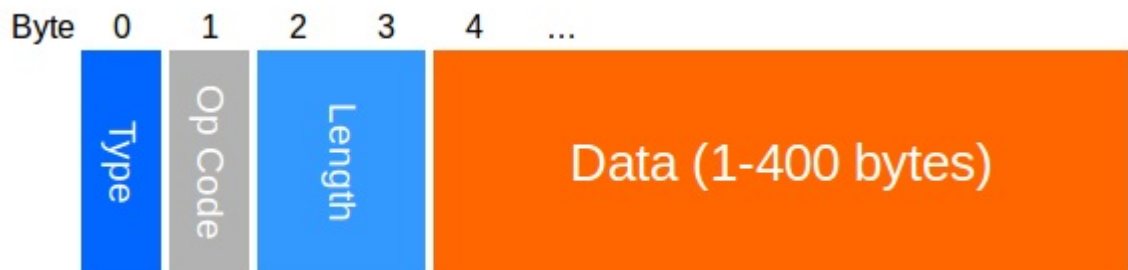 Byte 0 1 2 3 4 ...
Type
Op Code
Length
Data (1-400 bytes)